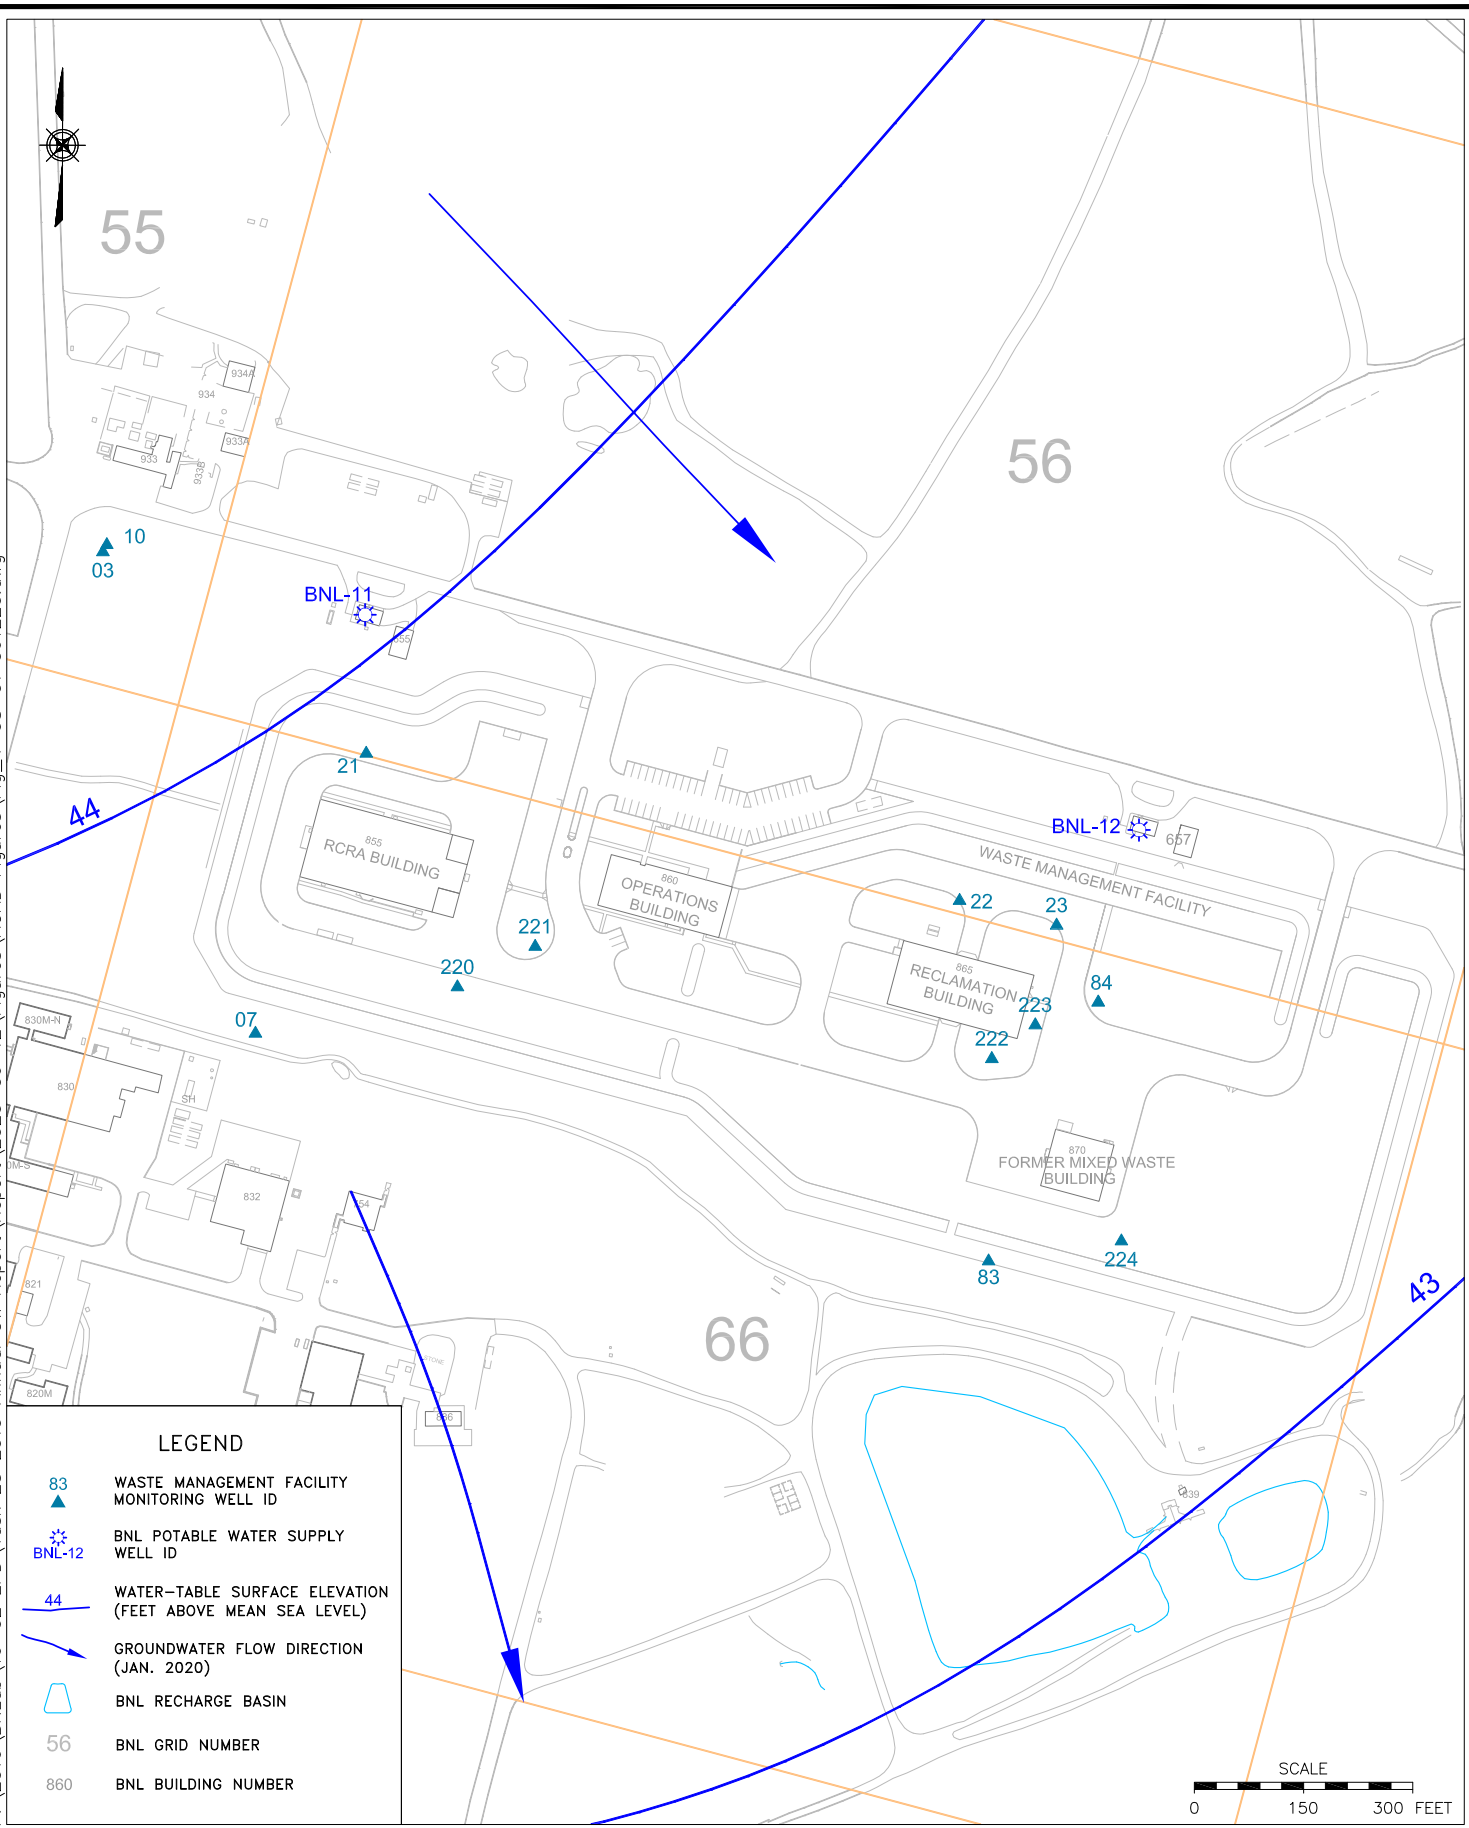 55
934A
934
56
933A
933
933B
10
03
BNL-11
655
21
44
855
RCRA BUILDING
BNL-12
657
WASTE MANAGEMENT FACILITY
860
OPERATIONS
BUILDING
22
23
221
220
865
RECLAMATION
BUILDING
84
223
222
07
830M-N
830
SH
870
FORMER MIXED WASTE
BUILDING
832
224
83
43
821
66
820M
839
LEGEND
83
WASTE MANAGEMENT FACILITY
MONITORING WELL ID
BNL POTABLE WATER SUPPLY
BNL-12
WELL ID
44
WATER-TABLE SURFACE ELEVATION
(FEET ABOVE MEAN SEA LEVEL)
GROUNDWATER FLOW DIRECTION
(JAN. 2020)
BNL RECHARGE BASIN
56
BNL GRID NUMBER
860
BNL BUILDING NUMBER
SCALE
0 150 300 FEET